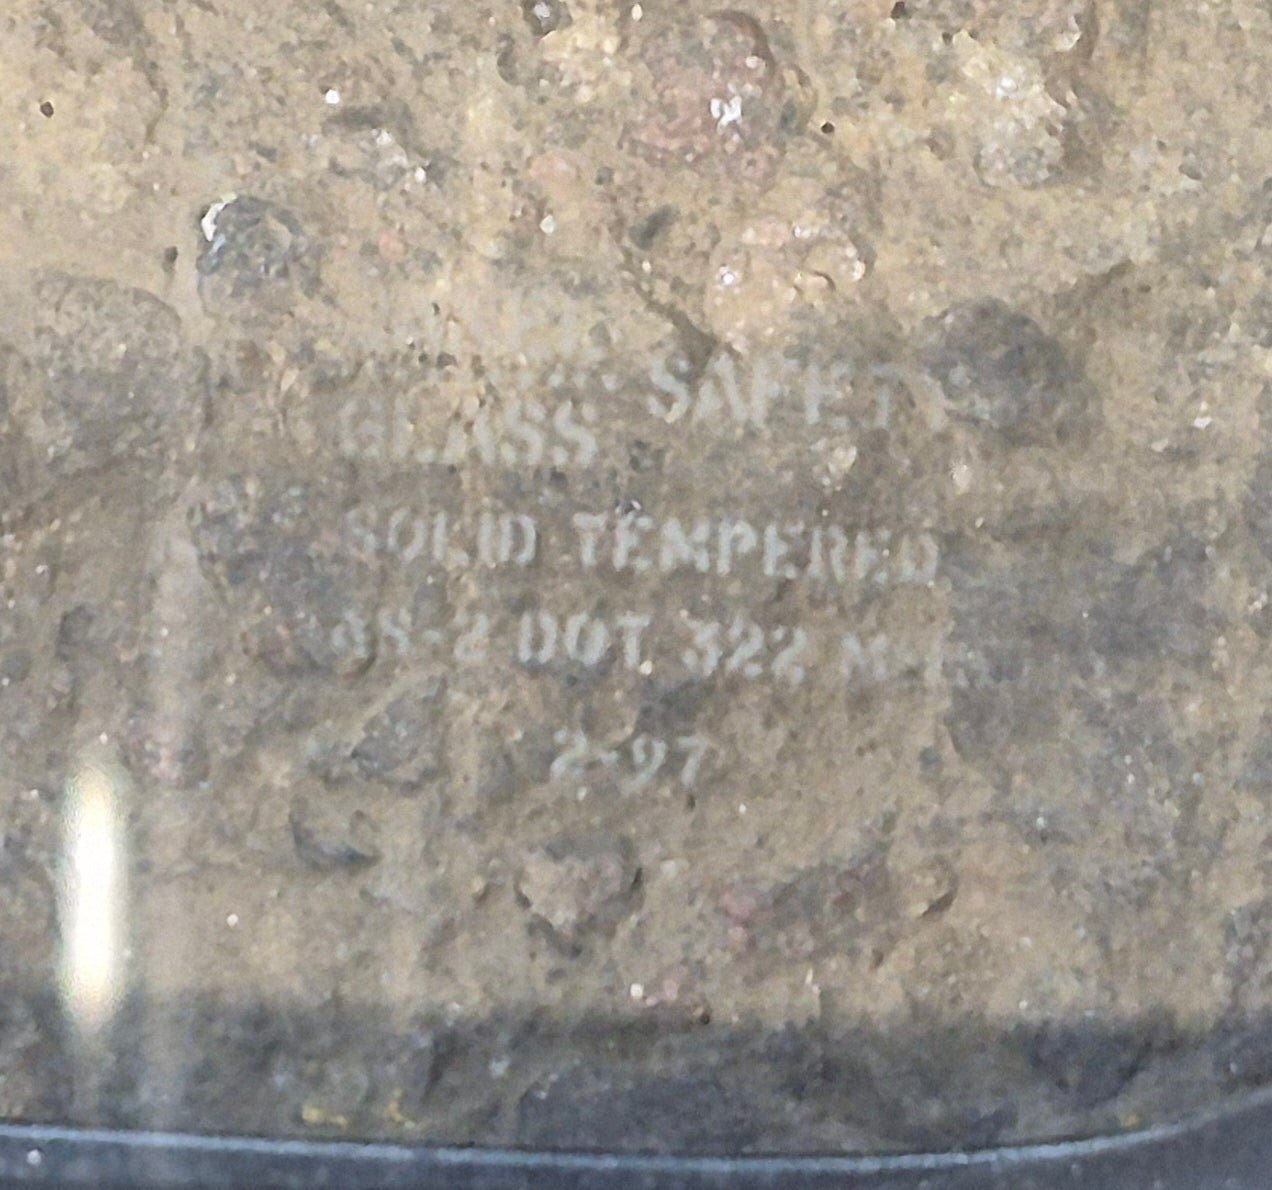 GLASS SAFETY
SOLID TEMPERED
AS-2 DOT 322
2-97